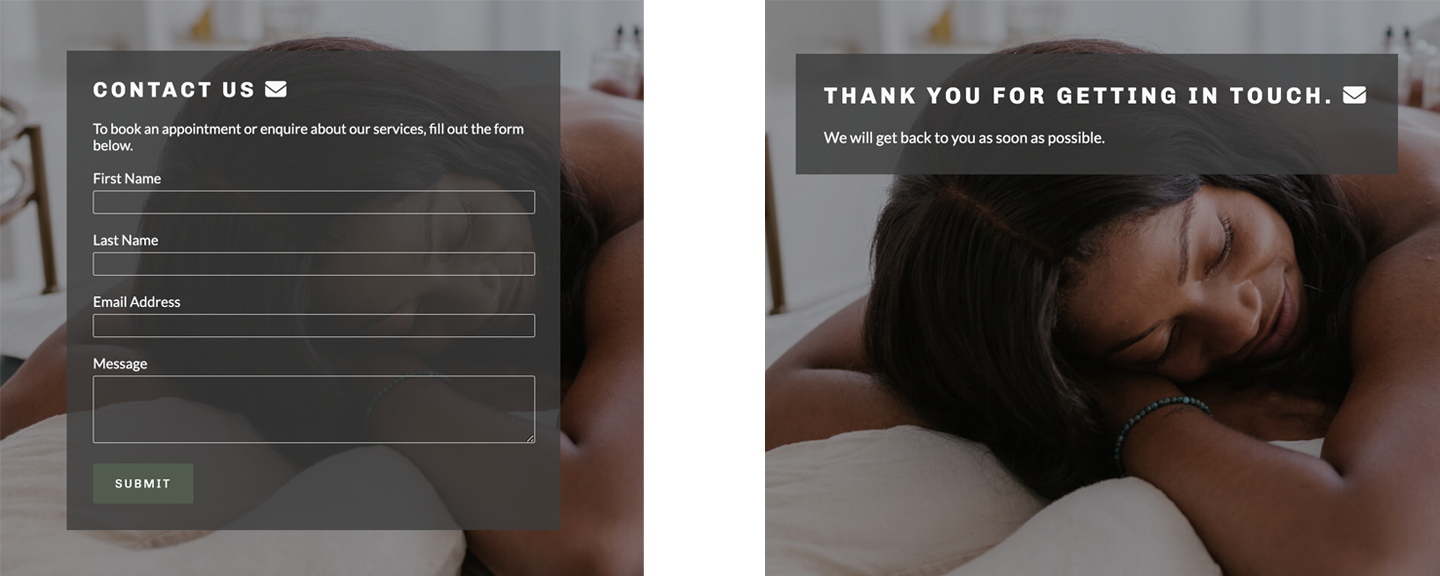 CONTACT US
To book an appointment or enquire about our services, fill out the form
below.
First Name
Last Name
Email Address
Message
SUBMIT
THANK YOU FOR GETTING IN TOUCH.
We will get back to you as soon as possible.